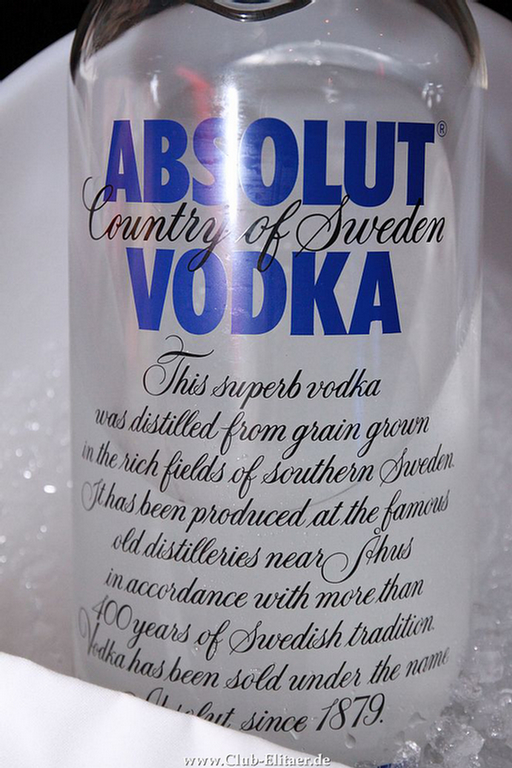 ABSOLUT®
Country of Sweden
VODKA
This superb vodka
was distilled from grain grown
in the rich fields of southern Sweden.
It has been produced at the famous
old distilleries near Åhus
in accordance with more than
400 years of Swedish tradition.
Vodka has been sold under the name
Absolut since 1879.
www.Club-Elitaer.de